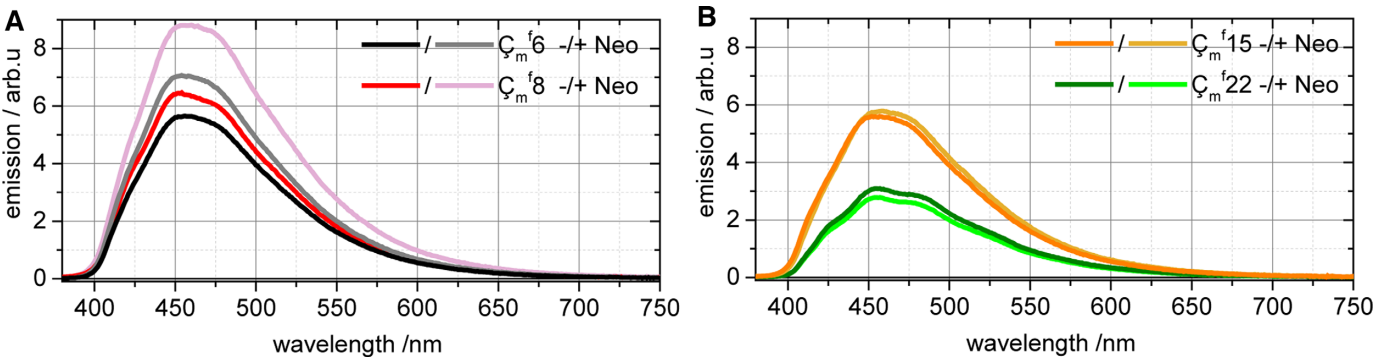 A
emission / arb.u
8
6
4
2
0
400 450 500 550 600 650 700 750
wavelength /nm
/ Çₘᶠ6 -/+ Neo
/ Çₘᶠ8 -/+ Neo
B
emission / arb.u
8
6
4
2
0
400 450 500 550 600 650 700 750
wavelength /nm
/ Çₘᶠ15 -/+ Neo
/ Çₘᶠ22 -/+ Neo